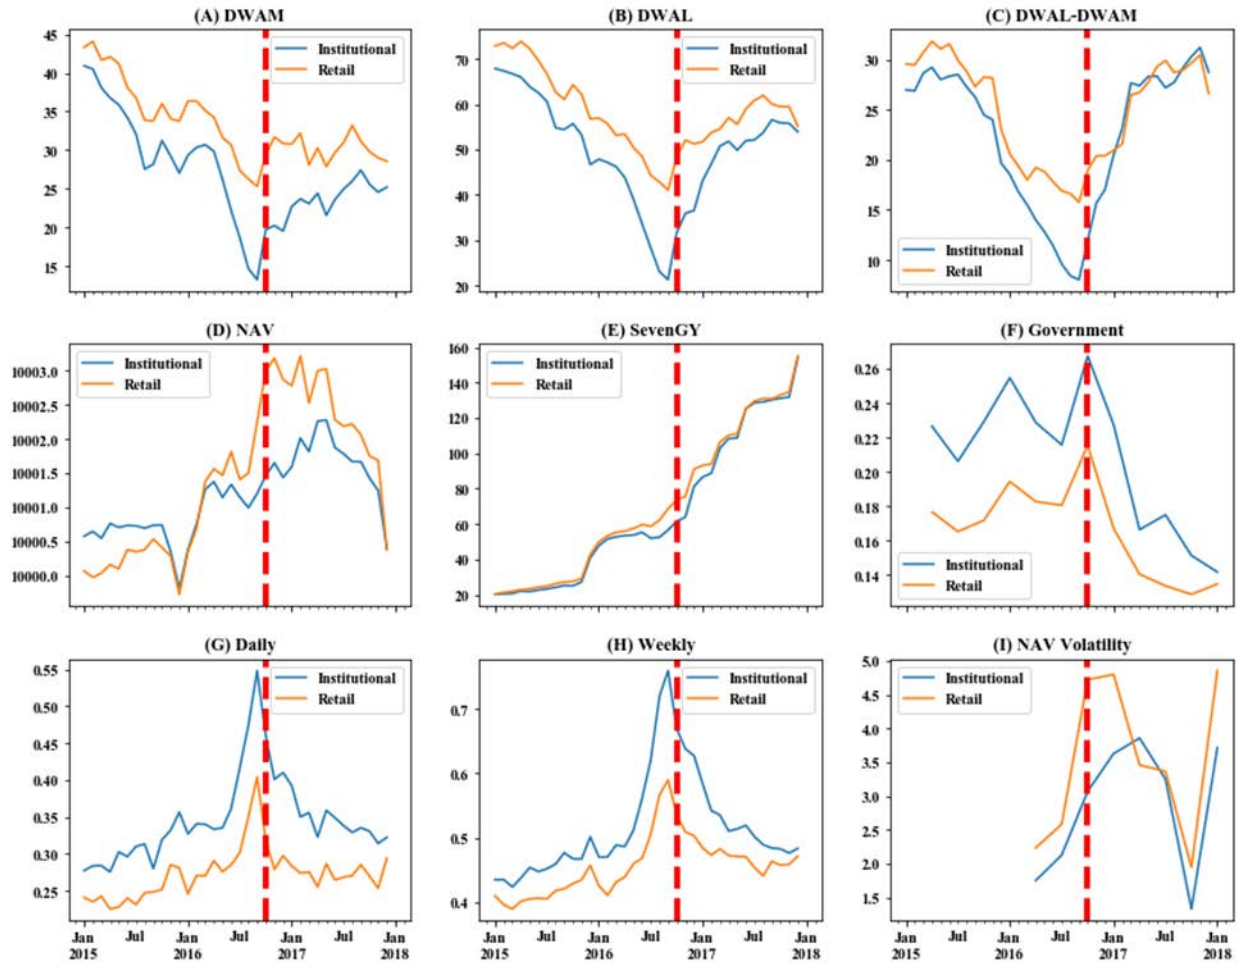 (A) DWAM
45
40
35
30
25
20
15
Institutional
Retail
(B) DWAL
70
60
50
40
30
20
Institutional
Retail
(C) DWAL-DWAM
30
25
20
15
10
Institutional
Retail
(D) NAV
10003.0
10002.5
10002.0
10001.5
10001.0
10000.5
10000.0
Institutional
Retail
(E) SevenGY
160
140
120
100
80
60
40
20
Institutional
Retail
(F) Government
0.26
0.24
0.22
0.20
0.18
0.16
0.14
Institutional
Retail
(G) Daily
0.55
0.50
0.45
0.40
0.35
0.30
0.25
Institutional
Retail
Jan Jul Jan Jul Jan Jul Jan
2015 2016 2017 2018
(H) Weekly
0.7
0.6
0.5
0.4
Institutional
Retail
Jan Jul Jan Jul Jan Jul Jan
2015 2016 2017 2018
(I) NAV Volatility
5.0
4.5
4.0
3.5
3.0
2.5
2.0
1.5
Institutional
Retail
Jan Jul Jan Jul Jan Jul Jan
2015 2016 2017 2018